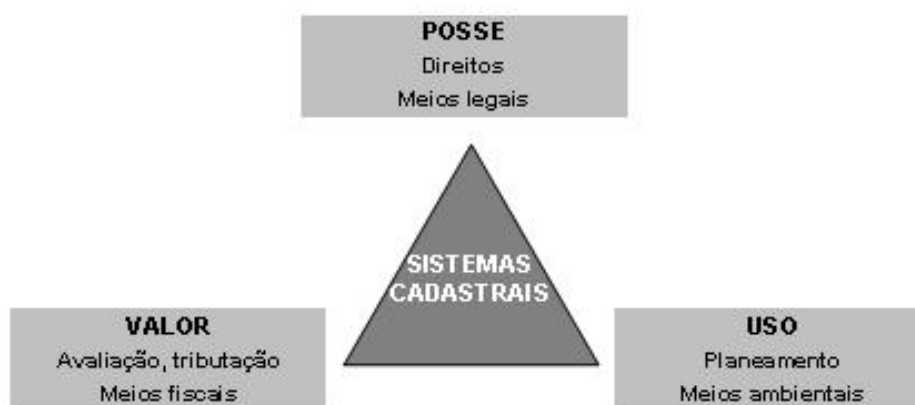 POSSE
Direitos
Meios legais
SISTEMAS
CADASTRAIS
VALOR
Avaliação, tributação
Meios fiscais
USO
Planeamento
Meios ambientais